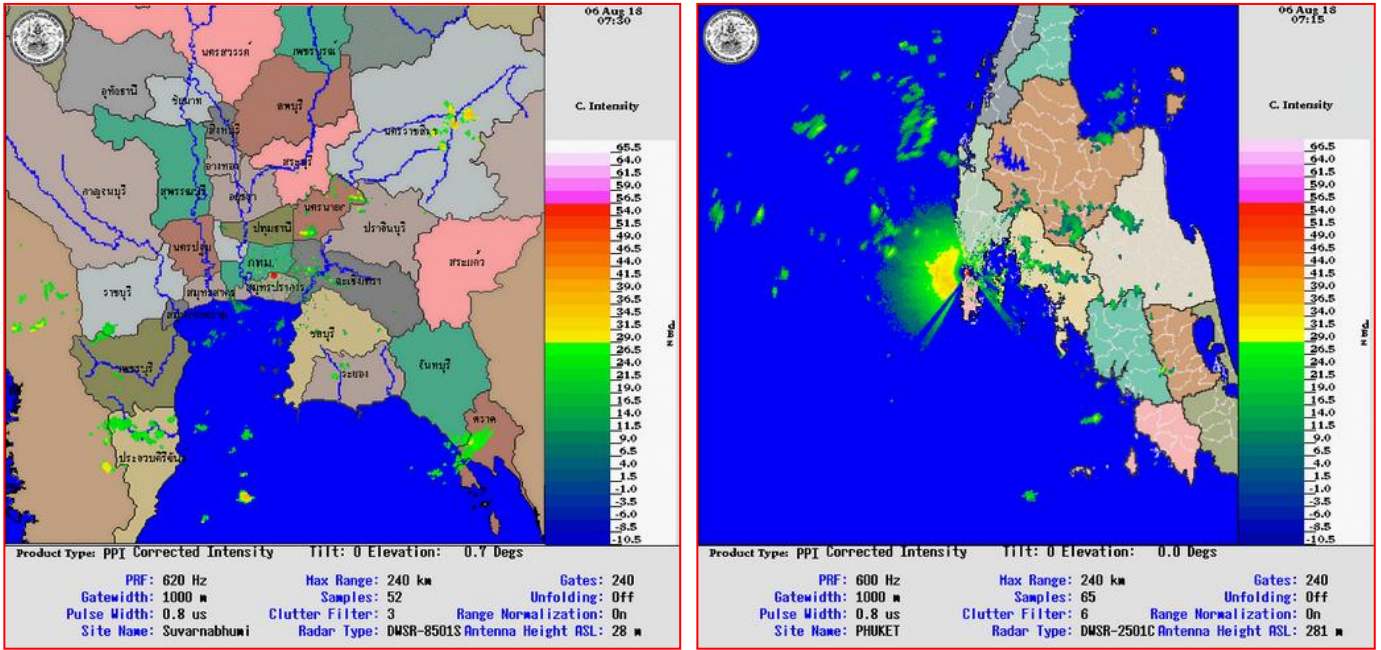 06 Aug 18
07:30
C. Intensity
65.5
64.0
61.5
59.0
56.5
54.0
51.5
49.0
46.5
44.0
41.5
39.0
36.5
34.0
31.5
29.0
26.5
24.0
21.5
19.0
16.5
14.0
11.5
9.0
6.5
4.0
1.5
-1.0
-3.5
-6.0
-8.5
-10.5
นครสวรรค์
เพชรบูรณ์
อุทัยธานี
ชัยนาท
ลพบุรี
สิงห์บุรี
นครราชสีมา
อ่างทอง
สระบุรี
กาญจนบุรี
สุพรรณบุรี
อยุธยา
นครนายก
ปทุมธานี
ปราจีนบุรี
นครปฐม
กทม.
สระแก้ว
ฉะเชิงเทรา
ราชบุรี
สมุทรสาคร
สมุทรปราการ
ชลบุรี
เพชรบุรี
ระยอง
จันทบุรี
ตราด
ประจวบคีรีขันธ์
Product Type: PPI Corrected Intensity Tilt: 0 Elevation: 0.7 Degs
PRF: 620 Hz Max Range: 240 km Gates: 240
Gatewidth: 1000 m Samples: 52 Unfolding: Off
Pulse Width: 0.8 us Clutter Filter: 3 Range Normalization: On
Site Name: Suvarnabhumi Radar Type: DWSR-8501S Antenna Height ASL: 28 m
06 Aug 18
07:15
C. Intensity
66.5
64.0
61.5
59.0
56.5
54.0
51.5
49.0
46.5
44.0
41.5
39.0
36.5
34.0
31.5
29.0
26.5
24.0
21.5
19.0
16.5
14.0
11.5
9.0
6.5
4.0
1.5
-1.0
-3.5
-6.0
-8.5
-10.5
Product Type: PPI Corrected Intensity Tilt: 0 Elevation: 0.0 Degs
PRF: 600 Hz Max Range: 240 km Gates: 240
Gatewidth: 1000 m Samples: 65 Unfolding: Off
Pulse Width: 0.8 us Clutter Filter: 6 Range Normalization: On
Site Name: PHUKET Radar Type: DWSR-2501C Antenna Height ASL: 281 m